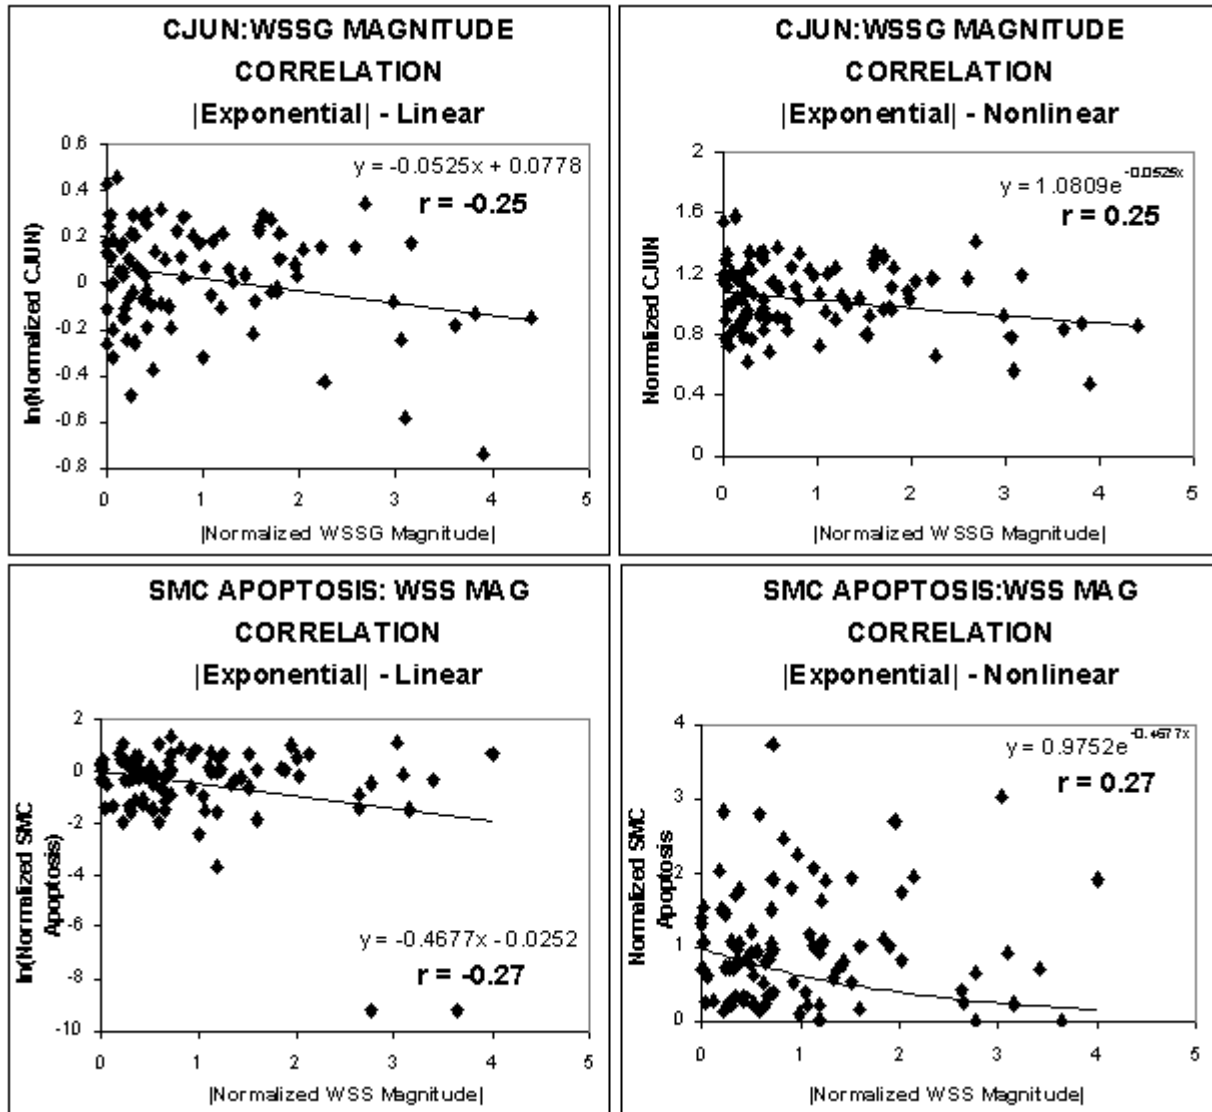 CJUN:WSSG MAGNITUDE
CORRELATION
|Exponential| - Linear
0.6
0.4
0.2
0
-0.2
-0.4
-0.6
-0.8
ln(Normalized CJUN)
y = -0.0525x + 0.0778
r = -0.25
0 1 2 3 4 5
|Normalized WSSG Magnitude|
CJUN:WSSG MAGNITUDE
CORRELATION
|Exponential| - Nonlinear
2
1.6
1.2
0.8
0.4
0
Normalized CJUN
y = 1.0809e-0.0525x
r = 0.25
0 1 2 3 4 5
|Normalized WSSG Magnitude|
SMC APOPTOSIS: WSS MAG
CORRELATION
|Exponential| - Linear
2
0
-2
-4
-6
-8
-10
ln(Normalized SMC
Apoptosis)
y = -0.4677x - 0.0252
r = -0.27
0 1 2 3 4 5
|Normalized WSS Magnitude|
SMC APOPTOSIS:WSS MAG
CORRELATION
|Exponential| - Nonlinear
4
3
2
1
0
Normalized SMC
Apoptosis
y = 0.9752e-0.4677x
r = 0.27
0 1 2 3 4 5
|Normalized WSS Magnitude|